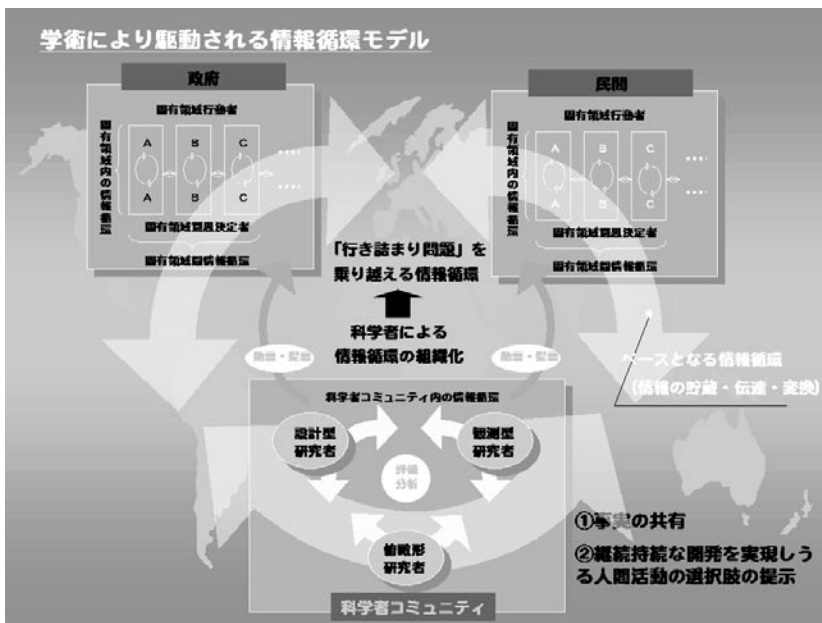 学術により駆動される情報循環モデル
政府
固有領域行動者
固有領域内の情報循環
A B C
A B C
固有領域意思決定者
固有領域間情報循環
民間
固有領域行動者
固有領域内の情報循環
A B C
A B C
固有領域意思決定者
固有領域間情報循環
「行き詰まり問題」を
乗り越える情報循環
科学者による
情報循環の組織化
助言・提言
助言・提言
ベースとなる情報循環
(情報の貯蔵・伝達・変換)
科学者コミュニティ内の情報循環
設計型
研究者
観測型
研究者
評価
分析
俯瞰形
研究者
科学者コミュニティ
①事実の共有
②継続持続な開発を実現しう
る人間活動の選択肢の提示